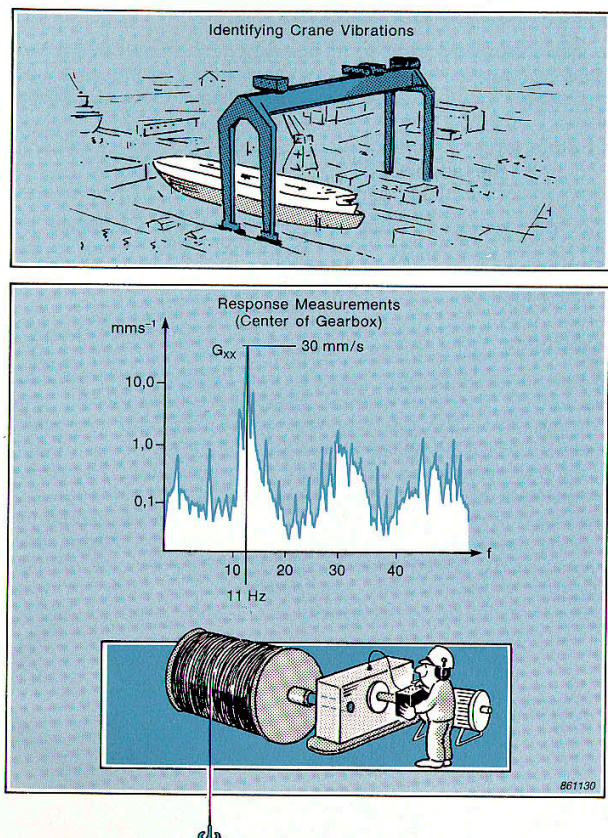 Identifying Crane Vibrations
Response Measurements
(Center of Gearbox)
mms⁻¹
Gxx
30 mm/s
10,0
1,0
0,1
f
10
20
30
40
11 Hz
861130